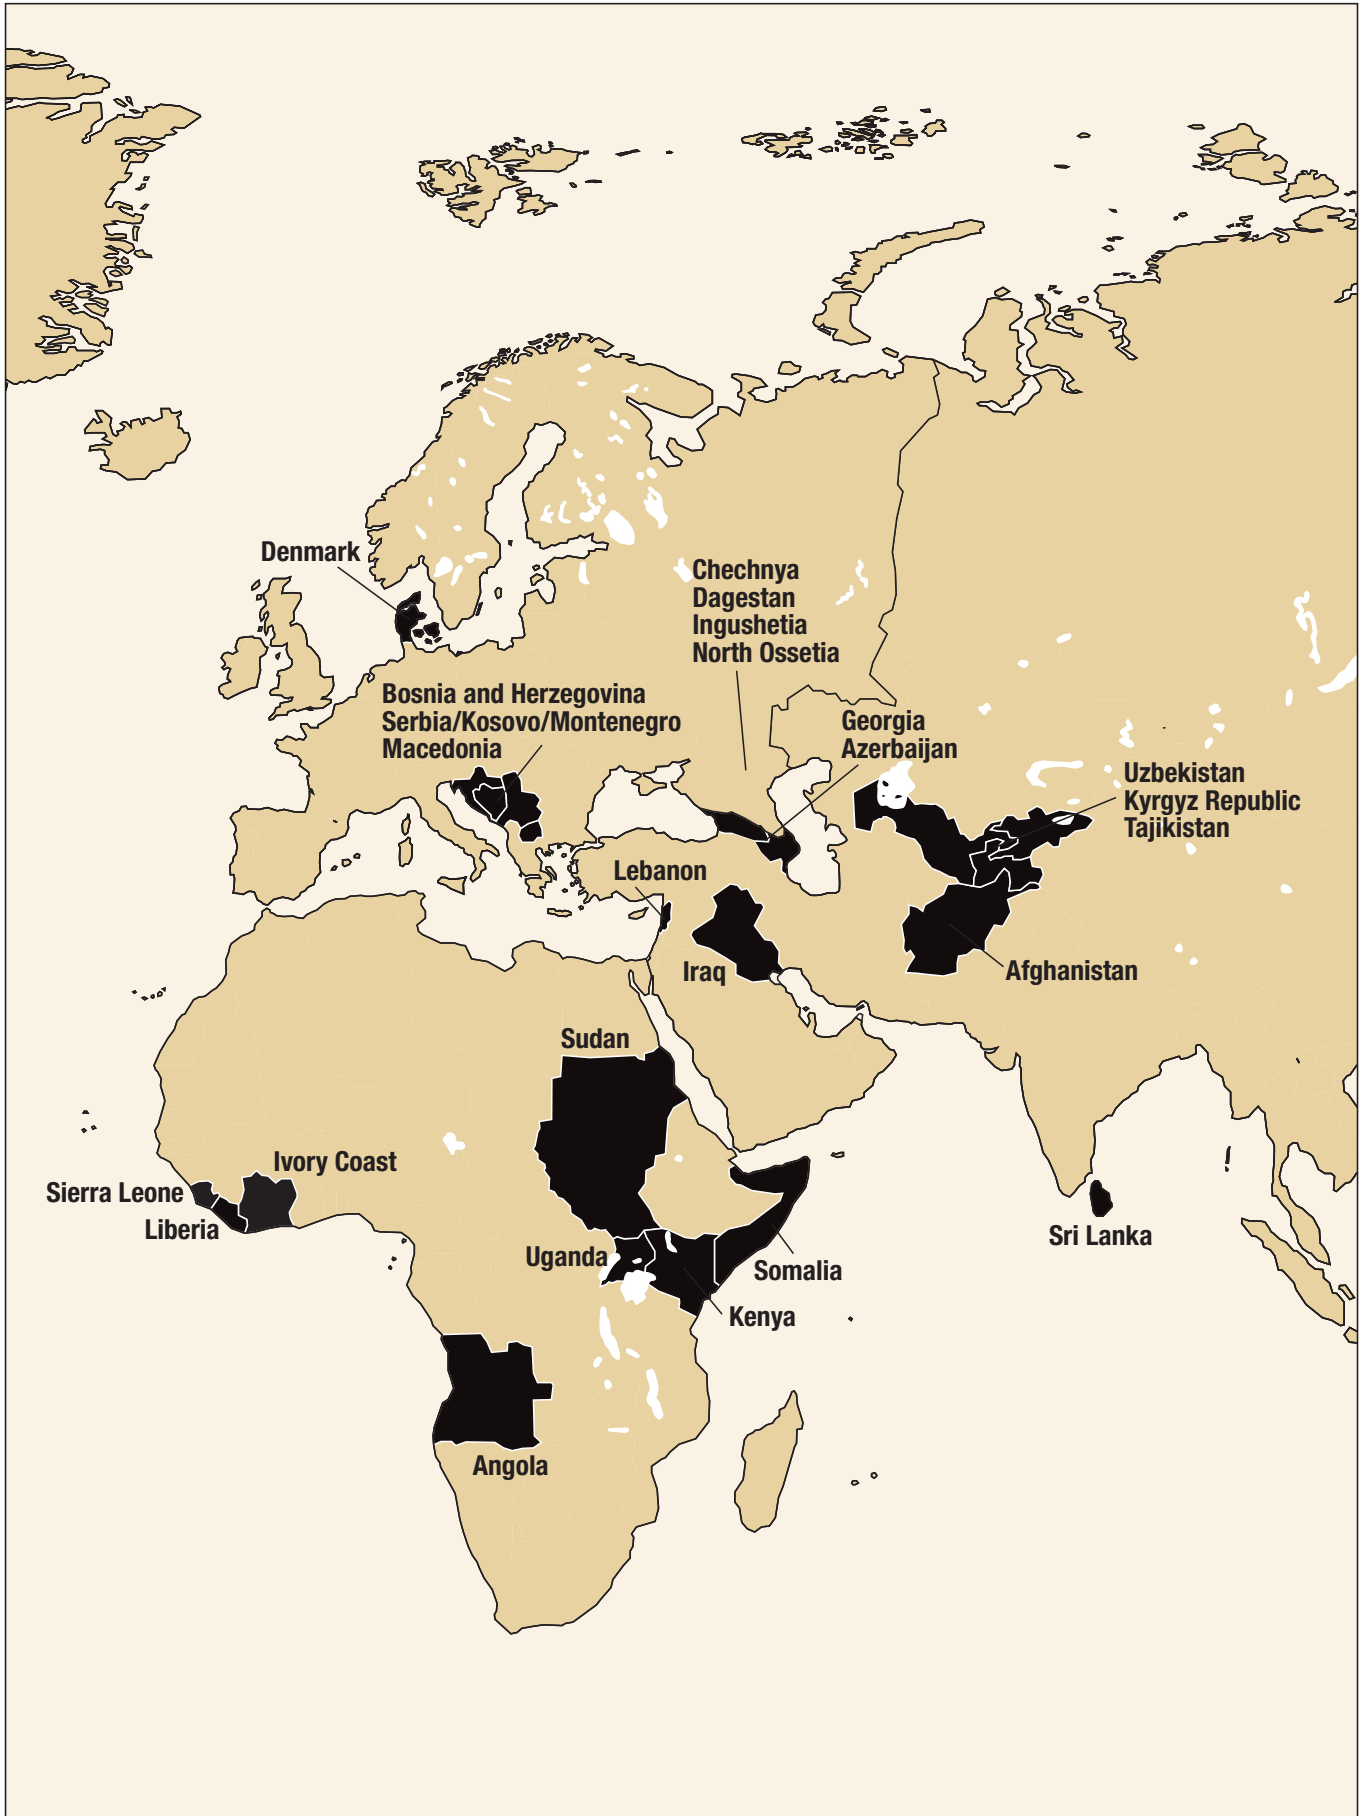 Denmark
Chechnya
Dagestan
Ingushetia
North Ossetia
Bosnia and Herzegovina
Serbia/Kosovo/Montenegro
Macedonia
Georgia
Azerbaijan
Uzbekistan
Kyrgyz Republic
Tajikistan
Lebanon
Iraq
Afghanistan
Sudan
Ivory Coast
Sierra Leone
Liberia
Sri Lanka
Uganda
Somalia
Kenya
Angola